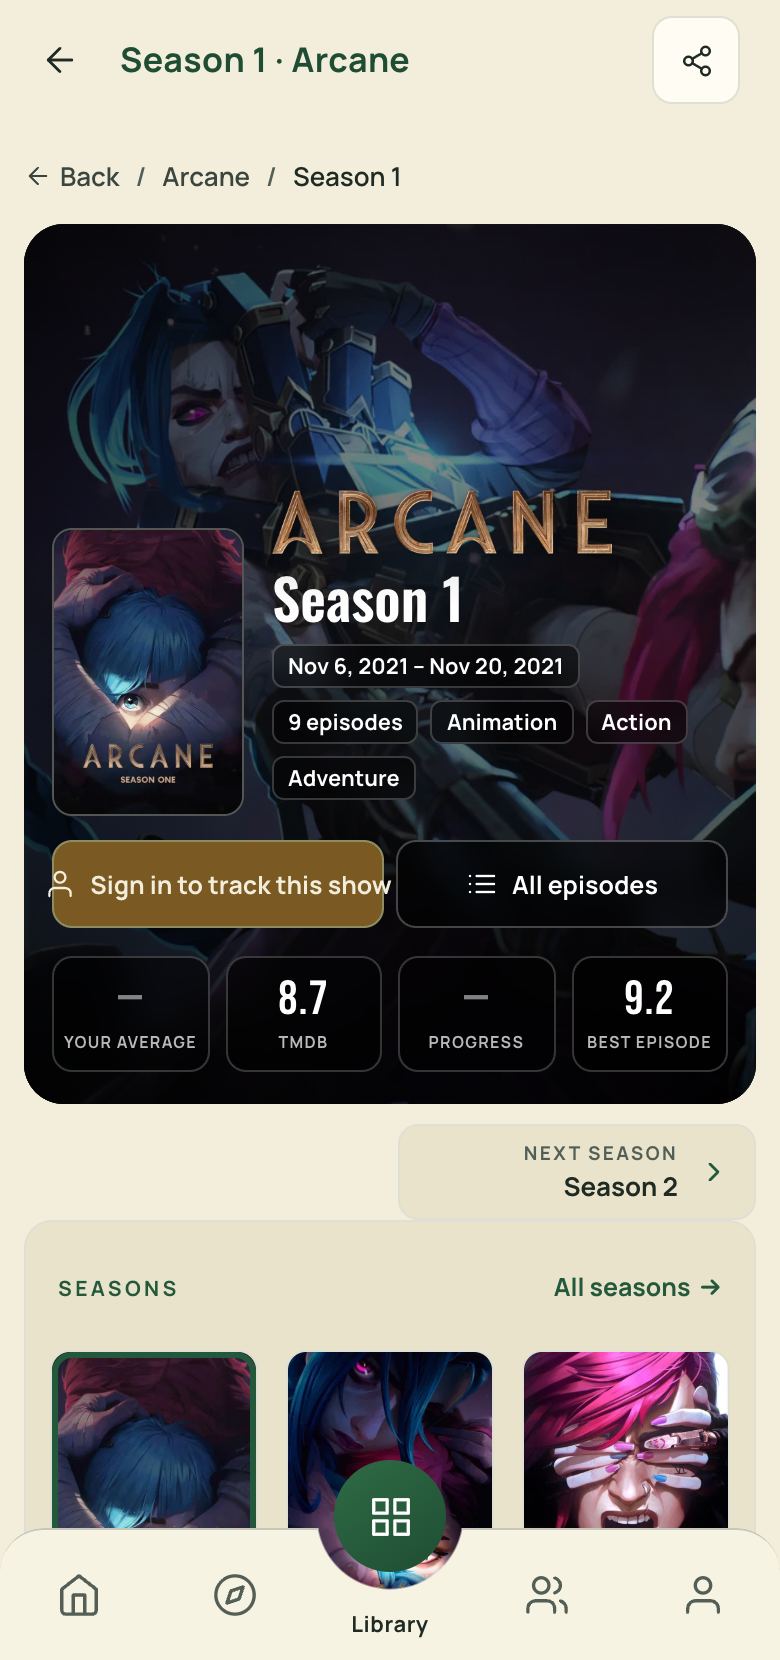 Season 1 · Arcane
Back / Arcane / Season 1
ARCANE
Season 1
Nov 6, 2021 – Nov 20, 2021
9 episodes Animation Action
Adventure
ARCANE
SEASON ONE
Sign in to track this show All episodes
– 8.7 – 9.2
YOUR AVERAGE TMDB PROGRESS BEST EPISODE
NEXT SEASON
Season 2
SEASONS All seasons →
Library